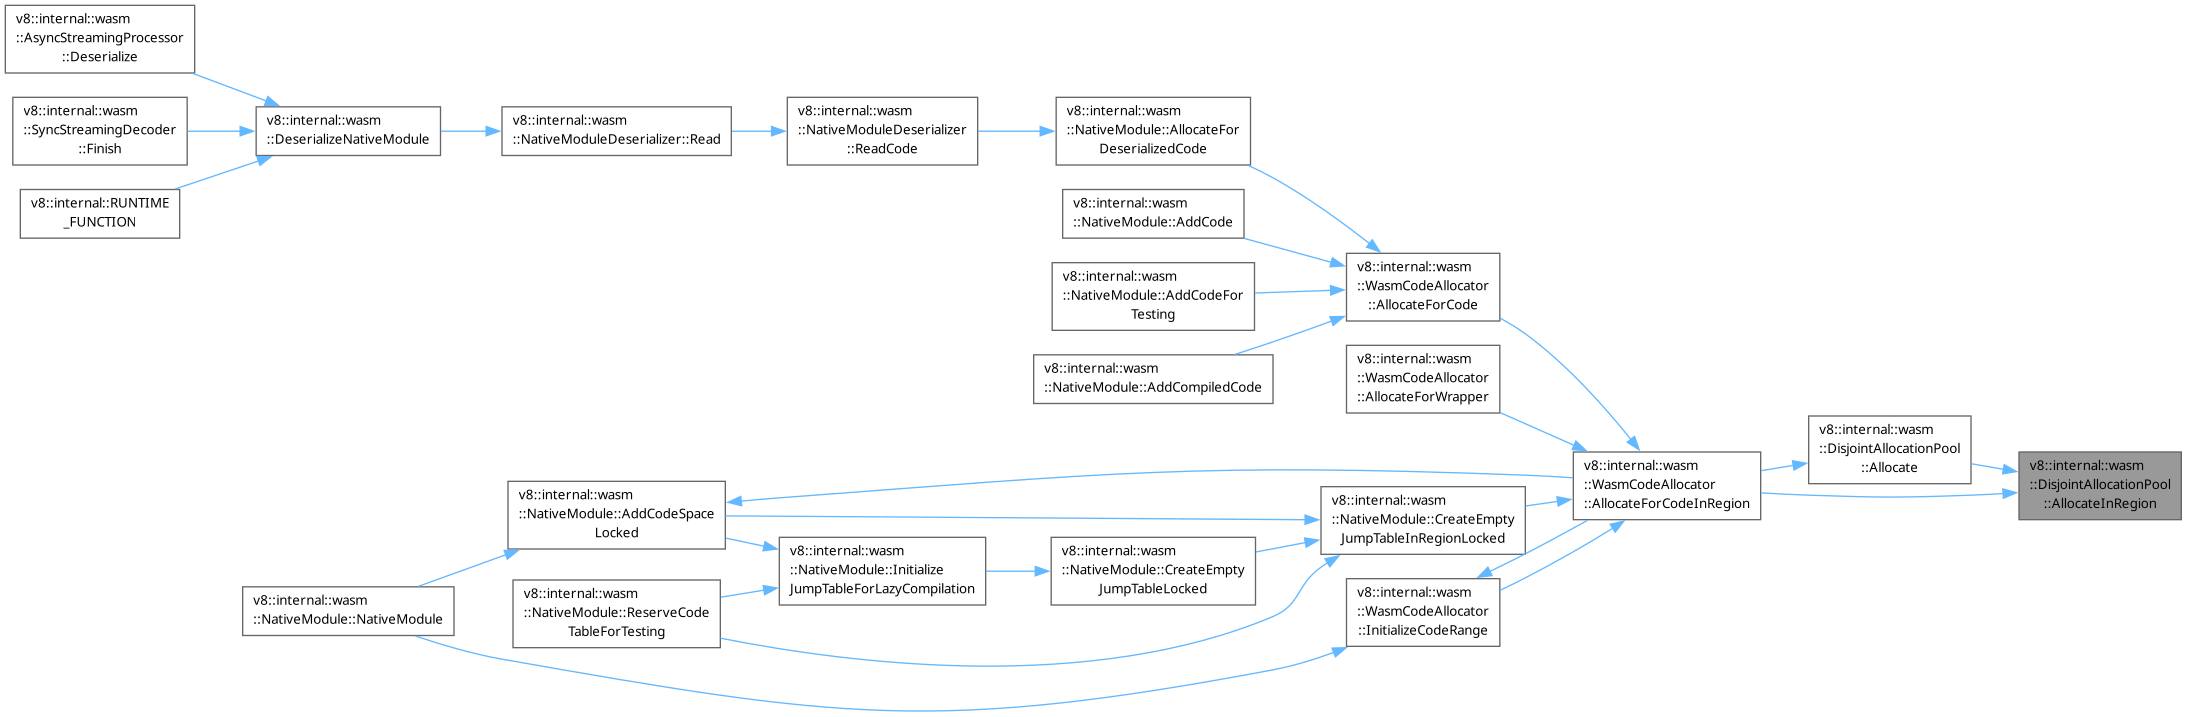 v8::internal::wasm
::AsyncStreamingProcessor
::Deserialize
v8::internal::wasm
::SyncStreamingDecoder
::Finish
v8::internal::RUNTIME
_FUNCTION
v8::internal::wasm
::DeserializeNativeModule
v8::internal::wasm
::NativeModuleDeserializer::Read
v8::internal::wasm
::NativeModuleDeserializer
::ReadCode
v8::internal::wasm
::NativeModule::AllocateFor
DeserializedCode
v8::internal::wasm
::NativeModule::AddCode
v8::internal::wasm
::NativeModule::AddCodeFor
Testing
v8::internal::wasm
::NativeModule::AddCompiledCode
v8::internal::wasm
::WasmCodeAllocator
::AllocateForCode
v8::internal::wasm
::WasmCodeAllocator
::AllocateForWrapper
v8::internal::wasm
::DisjointAllocationPool
::Allocate
v8::internal::wasm
::DisjointAllocationPool
::AllocateInRegion
v8::internal::wasm
::WasmCodeAllocator
::AllocateForCodeInRegion
v8::internal::wasm
::NativeModule::AddCodeSpace
Locked
v8::internal::wasm
::NativeModule::CreateEmpty
JumpTableInRegionLocked
v8::internal::wasm
::NativeModule::Initialize
JumpTableForLazyCompilation
v8::internal::wasm
::NativeModule::CreateEmpty
JumpTableLocked
v8::internal::wasm
::NativeModule::NativeModule
v8::internal::wasm
::NativeModule::ReserveCode
TableForTesting
v8::internal::wasm
::WasmCodeAllocator
::InitializeCodeRange